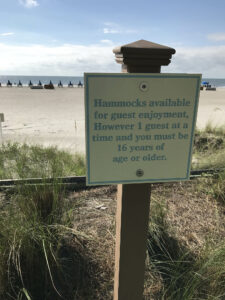 Hammocks available
for guest enjoyment,
However 1 guest at a
time and you must be
16 years of
age or older.